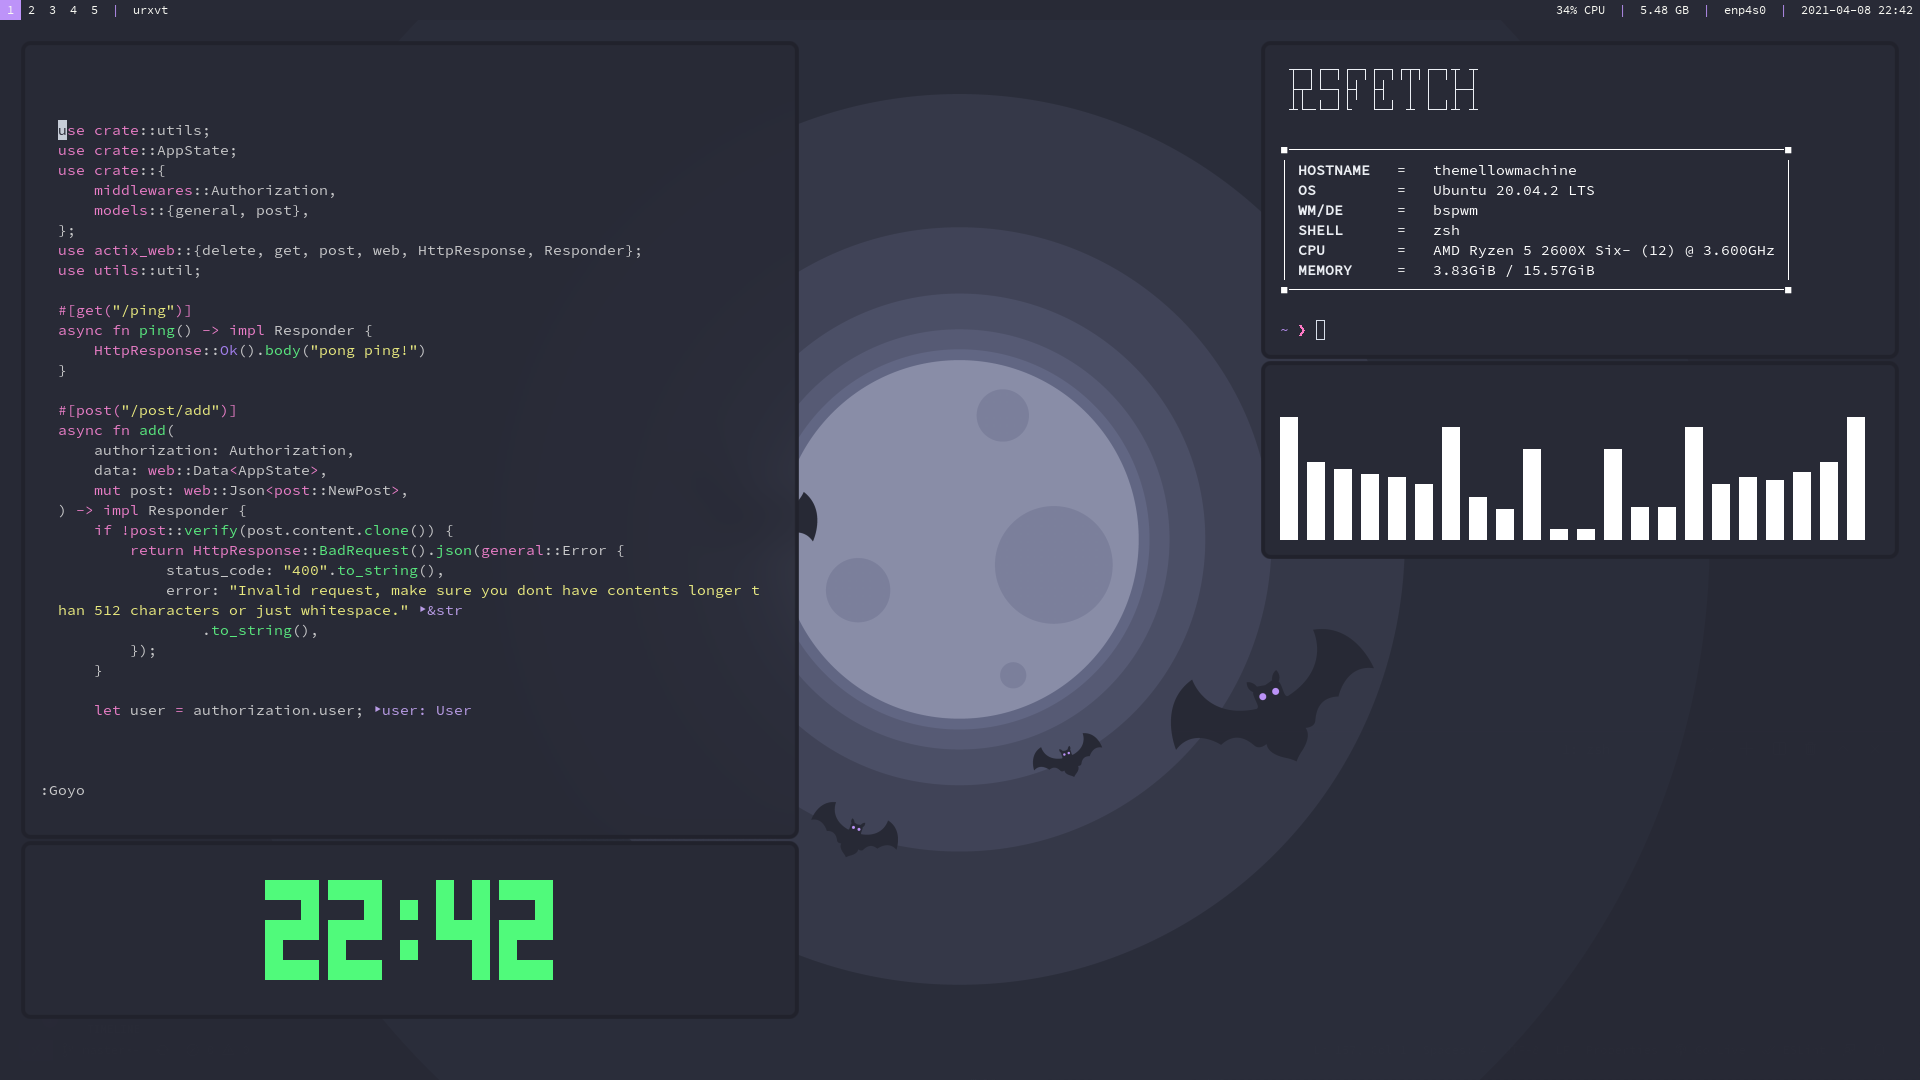 1 2 3 4 5 | urxvt
34% CPU | 5.48 GB | enp4s0 | 2021-04-08 22:42
use crate::utils;
use crate::AppState;
use crate::{
    middlewares::Authorization,
    models::{general, post},
};
use actix_web::{delete, get, post, web, HttpResponse, Responder};
use utils::util;
#[get("/ping")]
async fn ping() -> impl Responder {
    HttpResponse::Ok().body("pong ping!")
}
#[post("/post/add")]
async fn add(
    authorization: Authorization,
    data: web::Data<AppState>,
    mut post: web::Json<post::NewPost>,
) -> impl Responder {
    if !post::verify(post.content.clone()) {
        return HttpResponse::BadRequest().json(general::Error {
            status_code: "400".to_string(),
            error: "Invalid request, make sure you dont have contents longer t
han 512 characters or just whitespace." ‣&str
                .to_string(),
        });
    }
    let user = authorization.user; ‣user: User
:Goyo
22:42
RSFETCH
HOSTNAME = themellowmachine
OS = Ubuntu 20.04.2 LTS
WM/DE = bspwm
SHELL = zsh
CPU = AMD Ryzen 5 2600X Six- (12) @ 3.600GHz
MEMORY = 3.83GiB / 15.57GiB
~ ❯